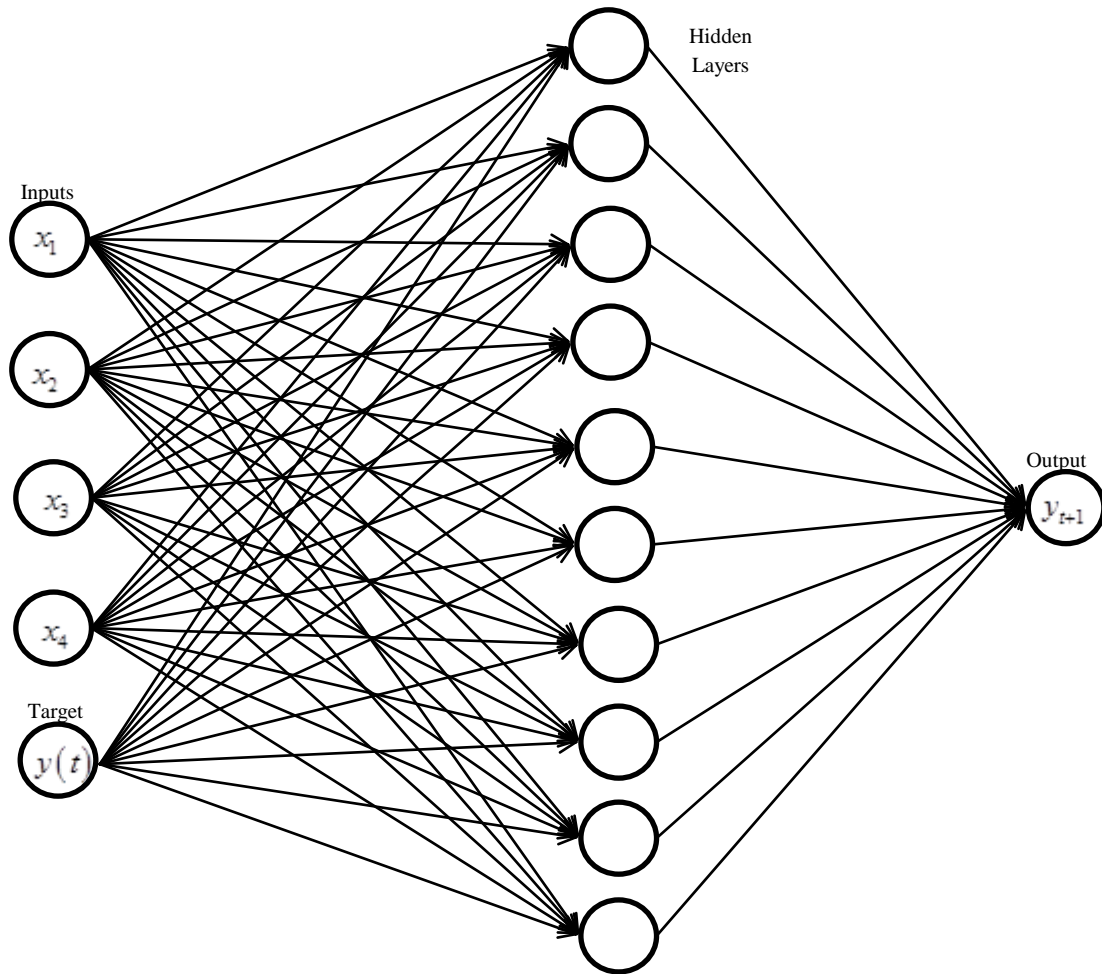 Hidden
Layers
Inputs
x₁
x₂
x₃
x₄
Target
y(t)
Output
yₜ₊₁